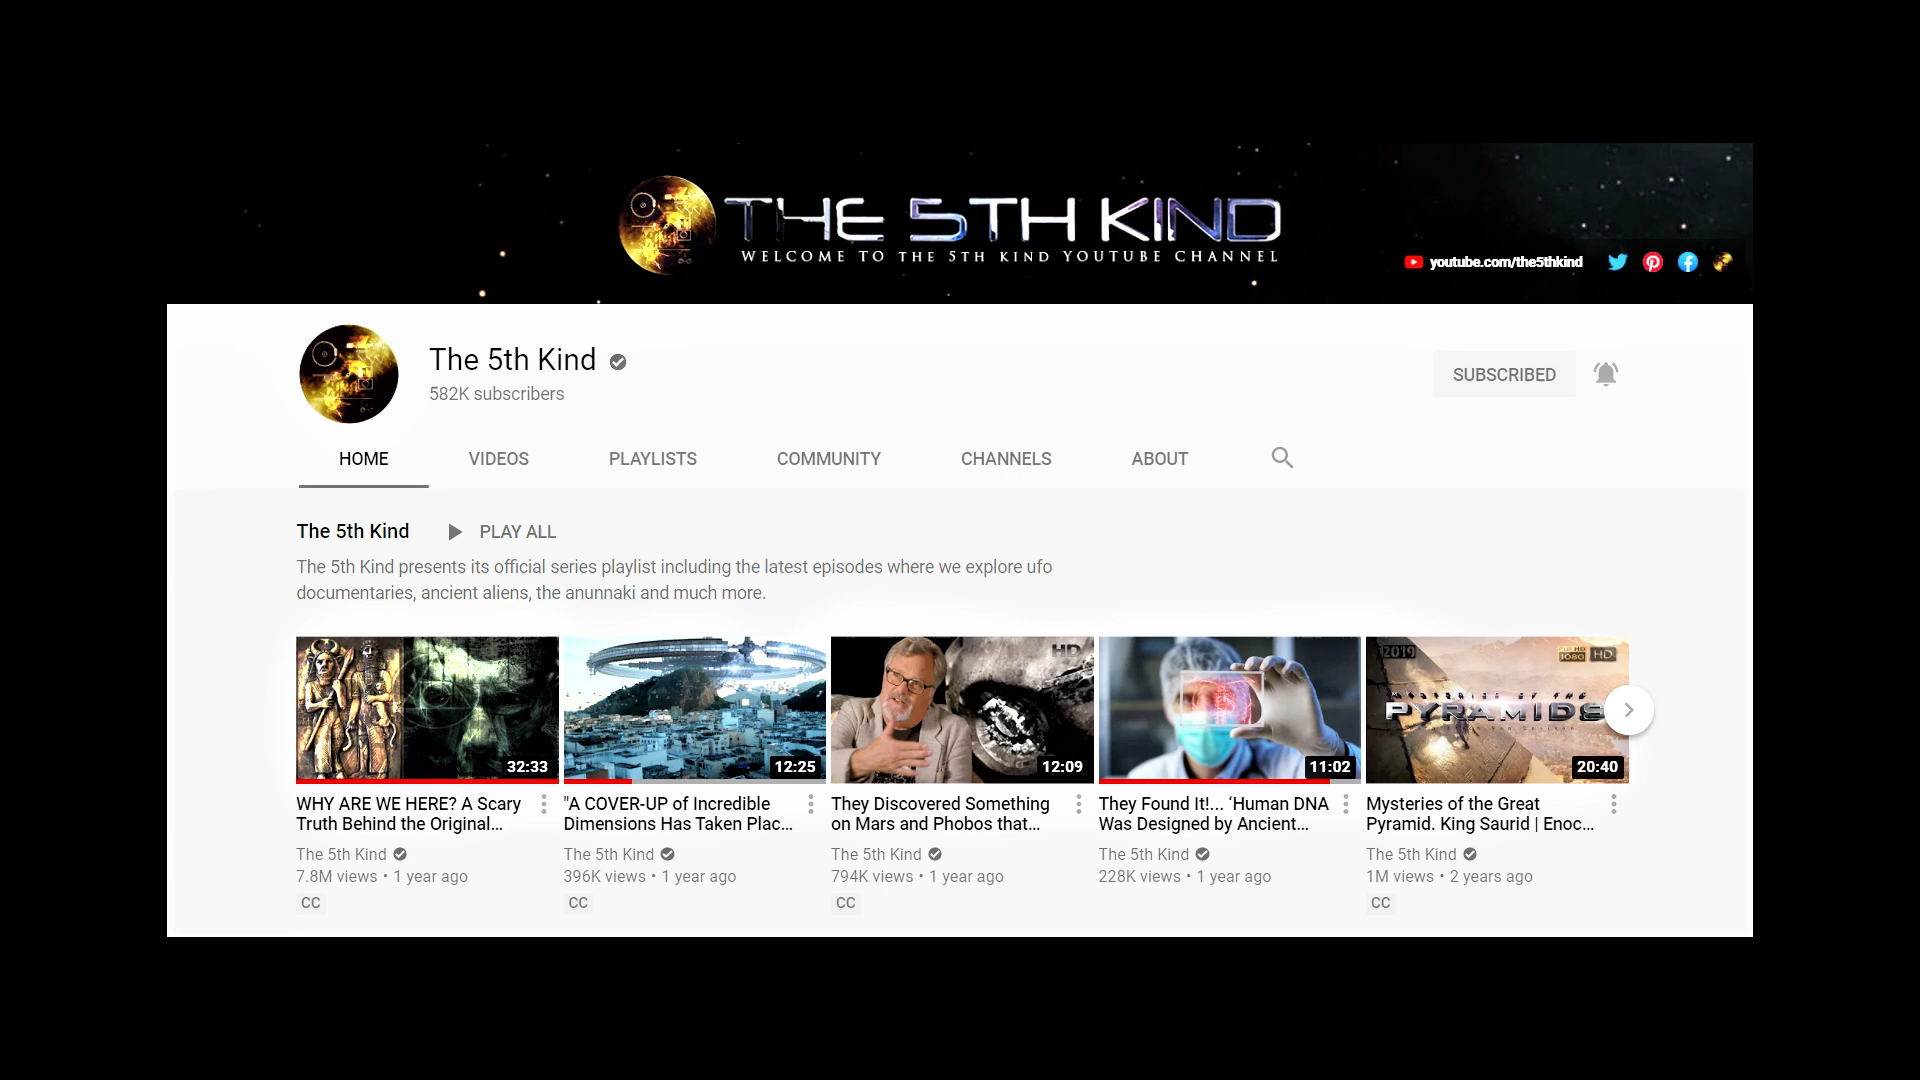 THE 5TH KIND
WELCOME TO THE 5TH KIND YOUTUBE CHANNEL
youtube.com/the5thkind
The 5th Kind
582K subscribers
SUBSCRIBED
HOME VIDEOS PLAYLISTS COMMUNITY CHANNELS ABOUT
The 5th Kind PLAY ALL
The 5th Kind presents its official series playlist including the latest episodes where we explore ufo
documentaries, ancient aliens, the anunnaki and much more.
32:33
WHY ARE WE HERE? A Scary
Truth Behind the Original...
The 5th Kind
7.8M views • 1 year ago
CC
12:25
"A COVER-UP of Incredible
Dimensions Has Taken Plac...
The 5th Kind
396K views • 1 year ago
CC
HD
12:09
They Discovered Something
on Mars and Phobos that...
The 5th Kind
794K views • 1 year ago
CC
11:02
They Found It!... ‘Human DNA
Was Designed by Ancient...
The 5th Kind
228K views • 1 year ago
2019
FULL HD 1080 HD
MYSTERIES OF THE
PYRAMIDS
20:40
Mysteries of the Great
Pyramid. King Saurid | Enoc...
The 5th Kind
1M views • 2 years ago
CC